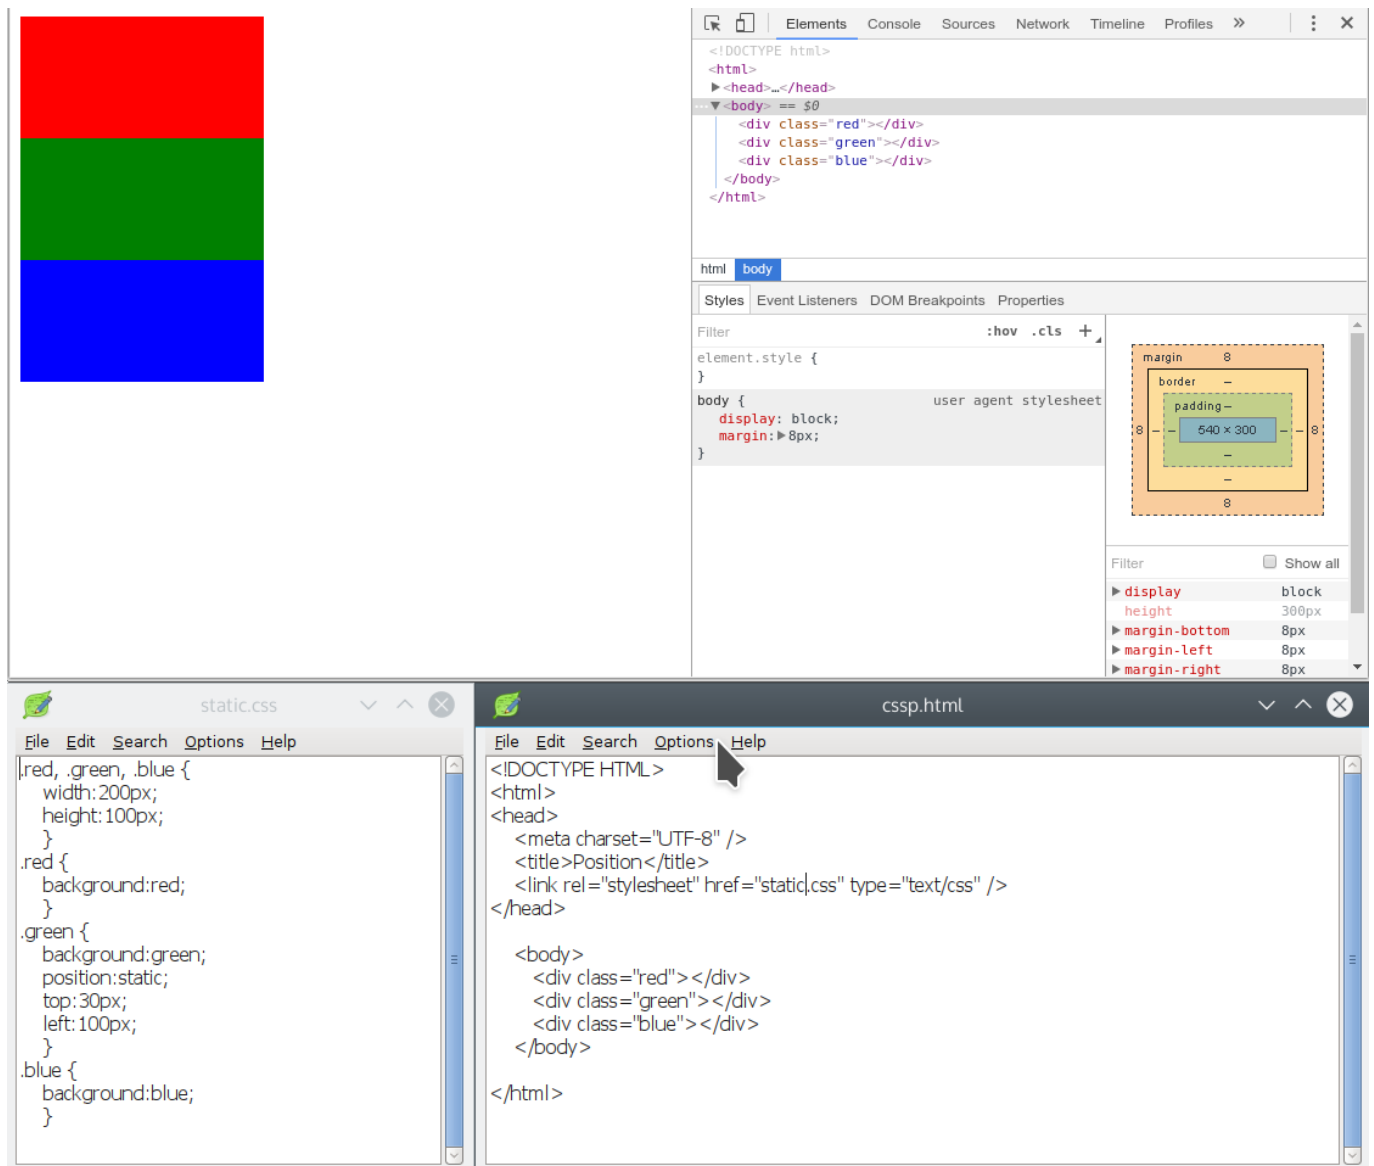 Elements Console Sources Network Timeline Profiles »
<!DOCTYPE html>
<html>
<head>…</head>
<body> == $0
<div class="red"></div>
<div class="green"></div>
<div class="blue"></div>
</body>
</html>
html body
Styles Event Listeners DOM Breakpoints Properties
Filter :hov .cls +
element.style {
}
body { user agent stylesheet
display: block;
margin: 8px;
}
margin 8
border –
padding –
8 – – 540 × 300 – – 8
–
–
8
Filter Show all
display block
height 300px
margin-bottom 8px
margin-left 8px
margin-right 8px
static.css
File Edit Search Options Help
.red, .green, .blue {
width:200px;
height:100px;
}
.red {
background:red;
}
.green {
background:green;
position:static;
top:30px;
left:100px;
}
.blue {
background:blue;
}
cssp.html
File Edit Search Options Help
<!DOCTYPE HTML>
<html>
<head>
<meta charset="UTF-8" />
<title>Position</title>
<link rel="stylesheet" href="static.css" type="text/css" />
</head>
<body>
<div class="red"></div>
<div class="green"></div>
<div class="blue"></div>
</body>
</html>